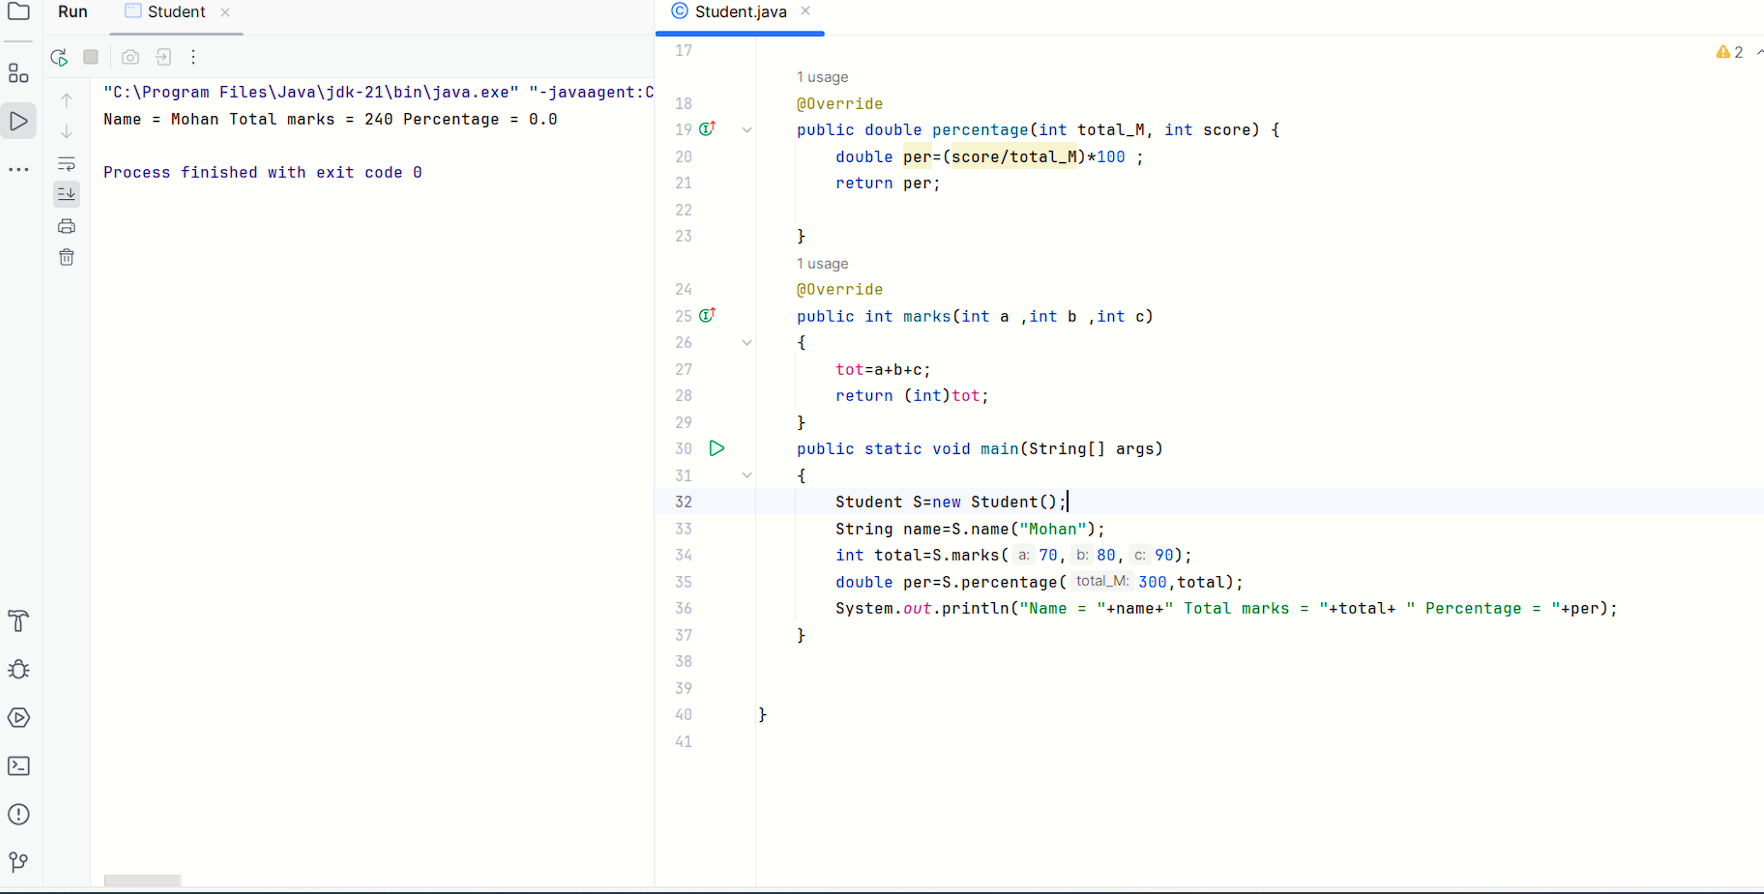 Run Student
"C:\Program Files\Java\jdk-21\bin\java.exe" "-javaagent:C
Name = Mohan Total marks = 240 Percentage = 0.0
Process finished with exit code 0
Student.java
2
17
1 usage
18 @Override
19 public double percentage(int total_M, int score) {
20 double per=(score/total_M)*100 ;
21 return per;
22
23 }
1 usage
24 @Override
25 public int marks(int a ,int b ,int c)
26 {
27 tot=a+b+c;
28 return (int)tot;
29 }
30 public static void main(String[] args)
31 {
32 Student S=new Student();
33 String name=S.name("Mohan");
34 int total=S.marks( a: 70, b: 80, c: 90);
35 double per=S.percentage( total_M: 300,total);
36 System.out.println("Name = "+name+" Total marks = "+total+ " Percentage = "+per);
37 }
38
39
40 }
41